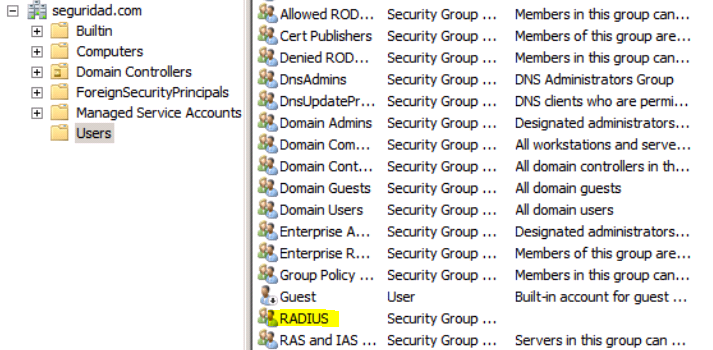 seguridad.com
Builtin
Computers
Domain Controllers
ForeignSecurityPrincipals
Managed Service Accounts
Users
Allowed ROD... Security Group ... Members in this group can...
Cert Publishers Security Group ... Members of this group are...
Denied ROD... Security Group ... Members in this group can...
DnsAdmins Security Group ... DNS Administrators Group
DnsUpdatePr... Security Group ... DNS clients who are permi...
Domain Admins Security Group ... Designated administrators...
Domain Com... Security Group ... All workstations and serve...
Domain Cont... Security Group ... All domain controllers in th...
Domain Guests Security Group ... All domain guests
Domain Users Security Group ... All domain users
Enterprise A... Security Group ... Designated administrators...
Enterprise R... Security Group ... Members of this group are...
Group Policy ... Security Group ... Members in this group can...
Guest User Built-in account for guest ...
RADIUS Security Group ...
RAS and IAS ... Security Group ... Servers in this group can ...